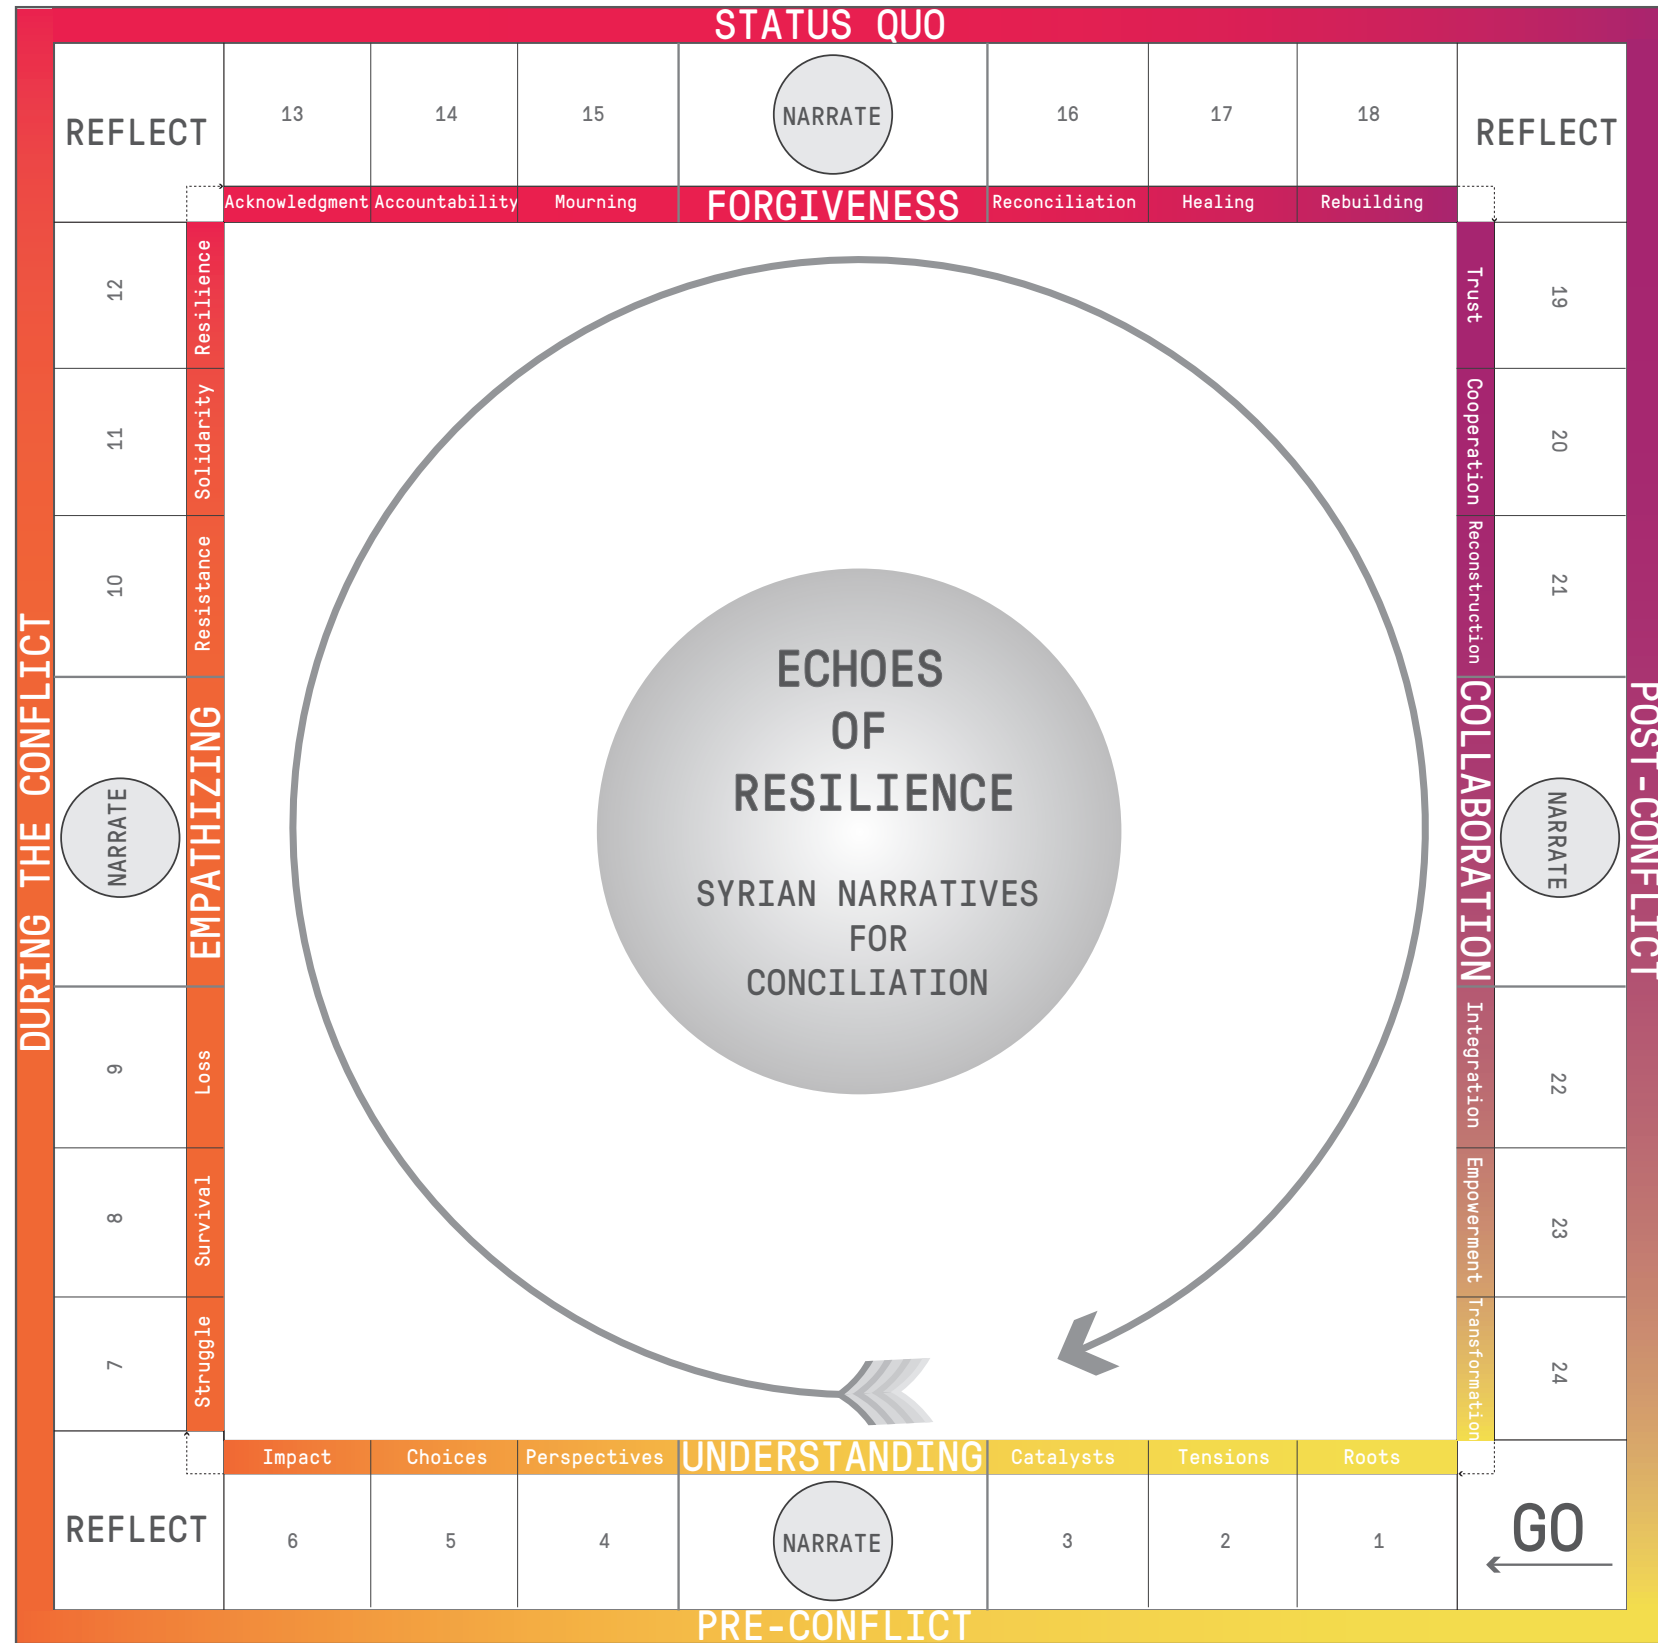 STATUS QUO
REFLECT
13
14
15
NARRATE
16
17
18
REFLECT
Acknowledgment
Accountability
Mourning
FORGIVENESS
Reconciliation
Healing
Rebuilding
DURING THE CONFLICT
12
Resilience
11
Solidarity
10
Resistance
NARRATE
EMPATHIZING
9
Loss
8
Survival
7
Struggle
ECHOES
OF
RESILIENCE
SYRIAN NARRATIVES
FOR
CONCILIATION
Trust
19
Cooperation
20
Reconstruction
21
COLLABORATION
NARRATE
POST-CONFLICT
Integration
22
Empowerment
23
Transformation
24
Impact
Choices
Perspectives
UNDERSTANDING
Catalysts
Tensions
Roots
REFLECT
6
5
4
NARRATE
3
2
1
GO
PRE-CONFLICT